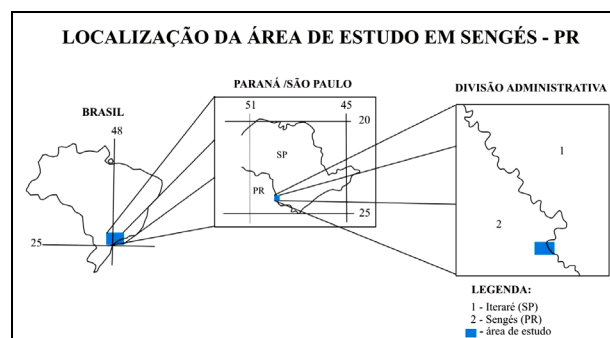 LOCALIZAÇÃO DA ÁREA DE ESTUDO EM SENGÉS - PR
BRASIL
48
25
PARANÁ /SÃO PAULO
51
45
20
SP
PR
25
DIVISÃO ADMINISTRATIVA
1
2
LEGENDA:
1 - Iteraré (SP)
2 - Sengés (PR)
- área de estudo